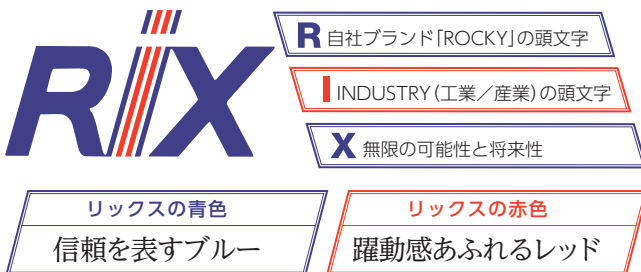 RiX
R 自社ブランド「ROCKY」の頭文字
I INDUSTRY(工業／産業)の頭文字
X 無限の可能性と将来性
リックスの青色
信頼を表すブルー
リックスの赤色
躍動感あふれるレッド